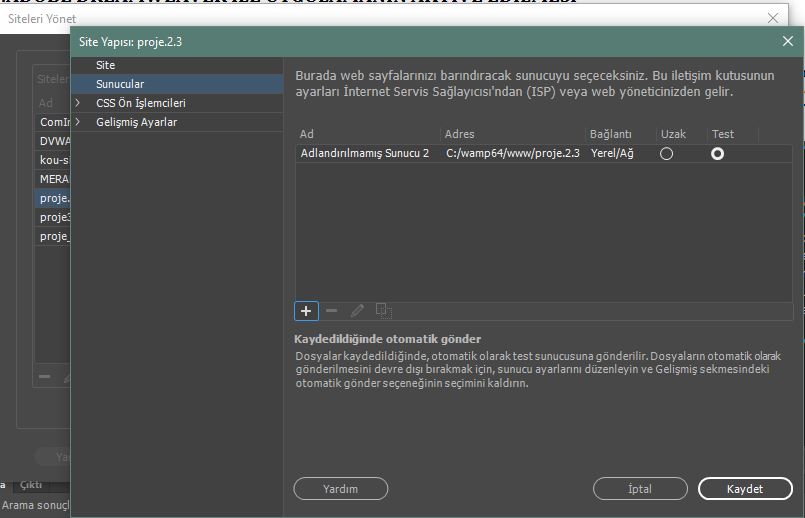 Siteleri Yönet
Site Yapısı: proje.2.3
Site
Sunucular
CSS Ön İşlemcileri
Gelişmiş Ayarlar
Burada web sayfalarınızı barındıracak sunucuyu seçeceksiniz. Bu iletişim kutusunun
ayarları İnternet Servis Sağlayıcısı'ndan (ISP) veya web yöneticinizden gelir.
Siteler
Ad
DVWA
kou-s
MERA
proje.
proje3
proje_
Ad Adres Bağlantı Uzak Test
Adlandırılmamış Sunucu 2 C:/wamp64/www/proje.2.3 Yerel/Ağ
Kaydedildiğinde otomatik gönder
Dosyalar kaydedildiğinde, otomatik olarak test sunucusuna gönderilir. Dosyaların otomatik olarak
gönderilmesini devre dışı bırakmak için, sunucu ayarlarını düzenleyin ve Gelişmiş sekmesindeki
otomatik gönder seçeneğinin seçimini kaldırın.
Ya
Yardım İptal Kaydet
a Çıktı
Arama sonuçl